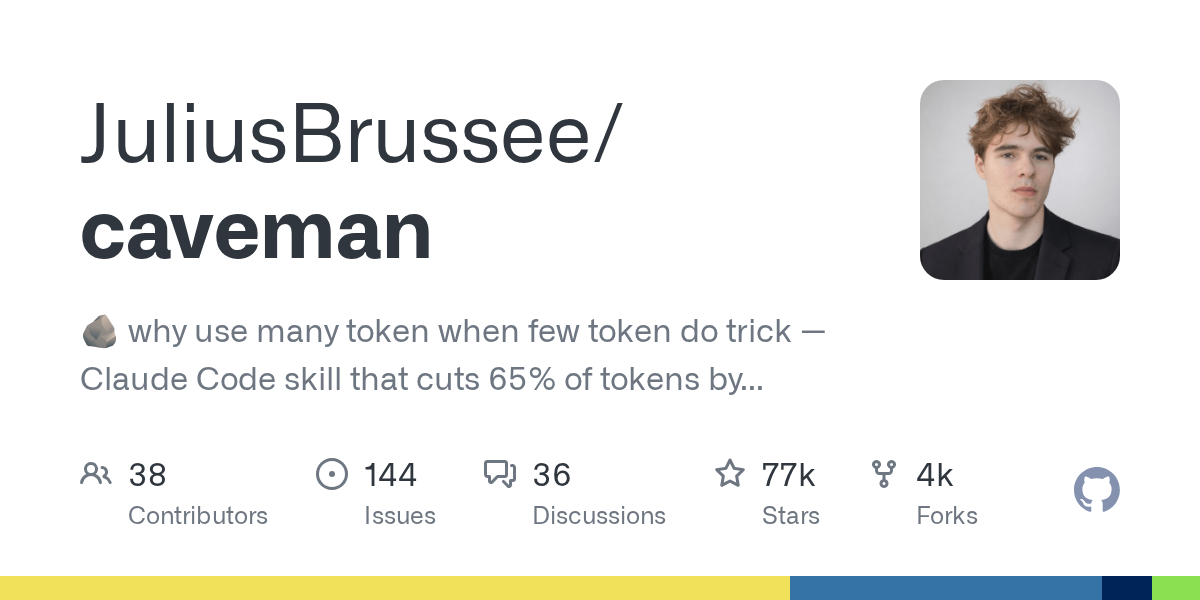 JuliusBrussee/
caveman
🪨 why use many token when few token do trick —
Claude Code skill that cuts 65% of tokens by...
38
Contributors
144
Issues
36
Discussions
77k
Stars
4k
Forks